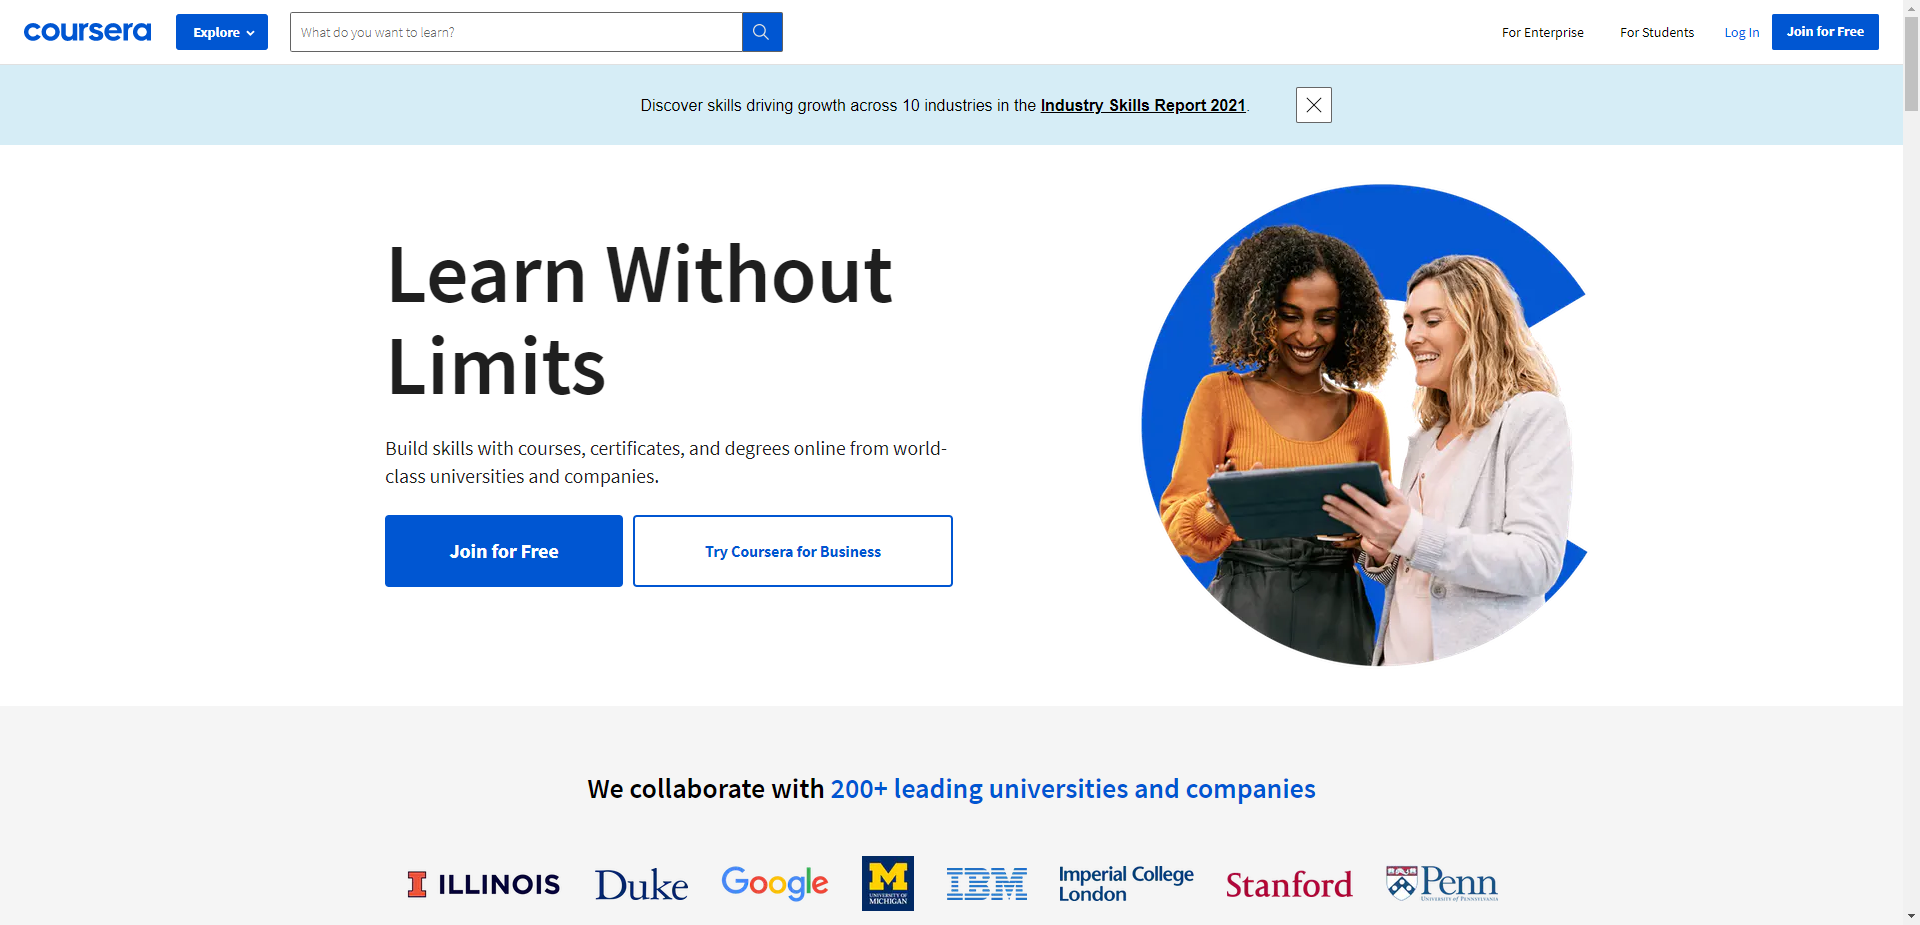 coursera
Explore
What do you want to learn?
For Enterprise
For Students
Log In
Join for Free
Discover skills driving growth across 10 industries in the Industry Skills Report 2021.
Learn Without
Limits
Build skills with courses, certificates, and degrees online from world-
class universities and companies.
Join for Free
Try Coursera for Business
We collaborate with 200+ leading universities and companies
I ILLINOIS
Duke
Google
M
UNIVERSITY OF
MICHIGAN
IBM
Imperial College
London
Stanford
Penn
UNIVERSITY OF PENNSYLVANIA